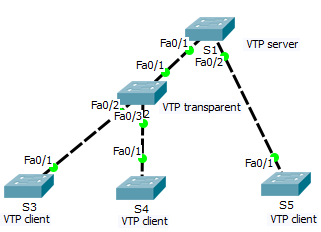 Fa0/1
S1
VTP server
Fa0/1
Fa0/2
Fa0/2
Fa0/3
2
VTP transparent
Fa0/1
Fa0/1
Fa0/1
S3
VTP client
S4
VTP client
S5
VTP client